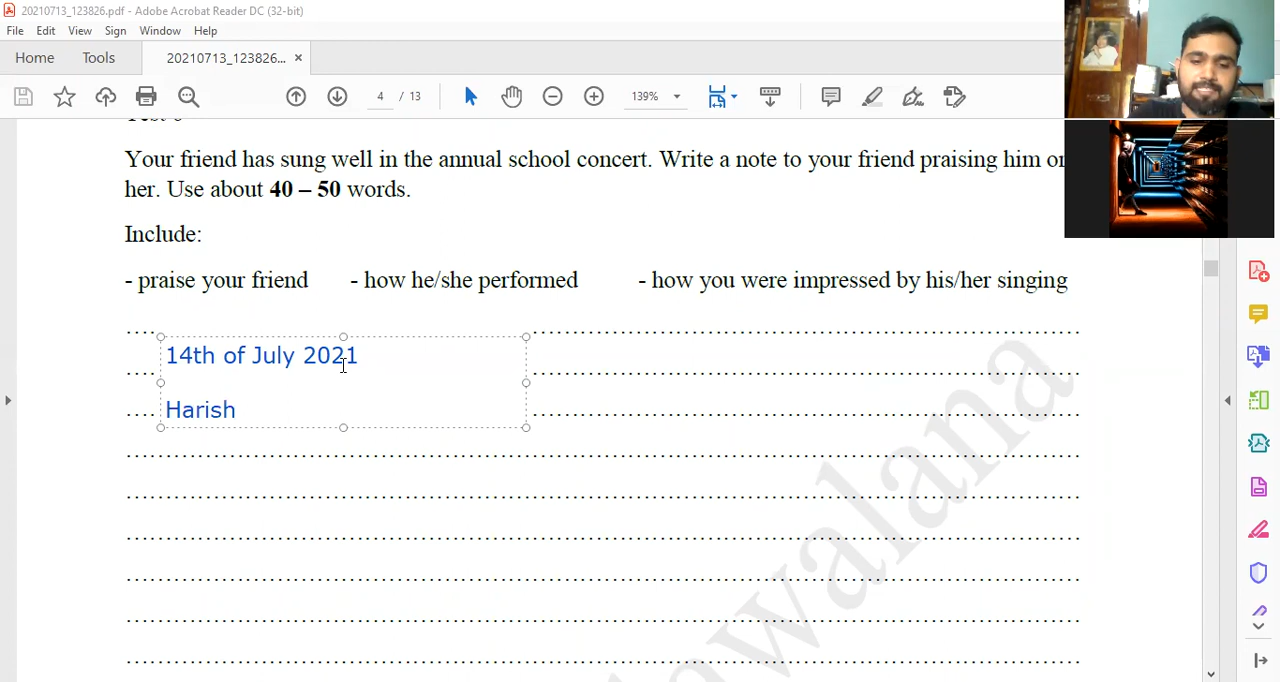 20210713_123826.pdf - Adobe Acrobat Reader DC (32-bit)
File Edit View Sign Window Help
Home Tools 20210713_123826... ×
4 / 13 139%
Your friend has sung well in the annual school concert. Write a note to your friend praising him or
her. Use about 40 – 50 words.
Include:
- praise your friend - how he/she performed - how you were impressed by his/her singing
14th of July 2021
Harish